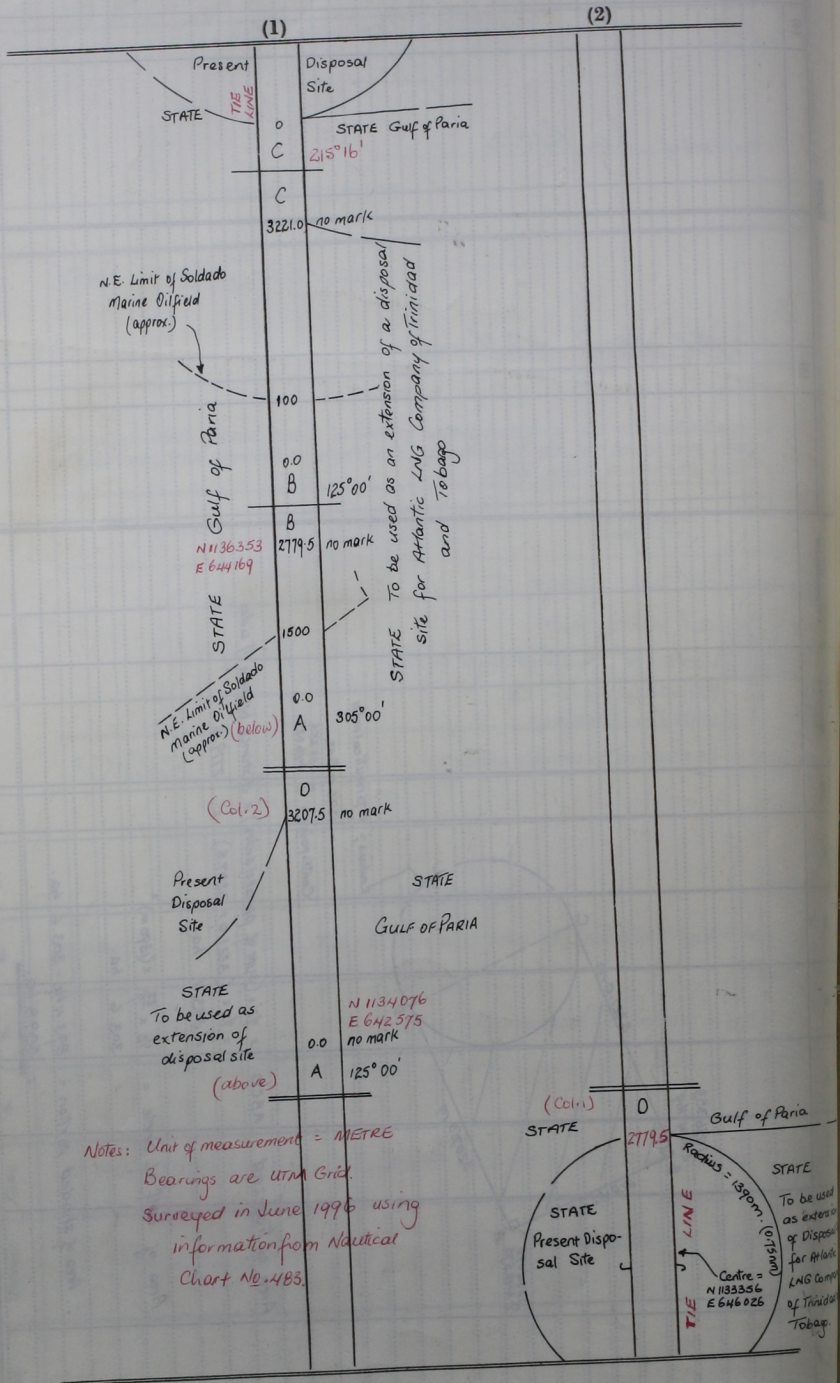 (1)
(2)
Present
Disposal
Site
TIE
LINE
STATE
0
STATE Gulf of Paria
C
215°16'
C
3221.0
no mark
N.E. Limit of Soldado
Marine Oilfield
(approx.)
100
STATE Gulf of Paria
STATE To be used as an extension of a disposal
site for Atlantic LNG Company of Trinidad
and Tobago
0.0
B
125°00'
B
N1136353
E644169
2779.5
no mark
1500
N.E. Limit of Soldado
Marine Oilfield
(approx.) (below)
0.0
A
305°00'
D
(Col.2)
3207.5
no mark
Present
Disposal
Site
STATE
GULF OF PARIA
STATE
To be used as
extension of
disposal site
(above)
N 1134076
E 642575
0.0
no mark
A
125°00'
Notes: Unit of measurement = METRE
Bearings are UTM Grid.
Surveyed in June 1996 using
information from Nautical
Chart No. 483.
(Col.1)
D
STATE
2779.5
Gulf of Paria
Radius = 1390m. (0.75nm)
STATE
Present Dispo-
sal Site
TIE LINE
Centre =
N1133356
E646026
STATE
To be used
as extensi
of Disposa
for Atlantic
LNG Comp
of Trinidad
Tobago.